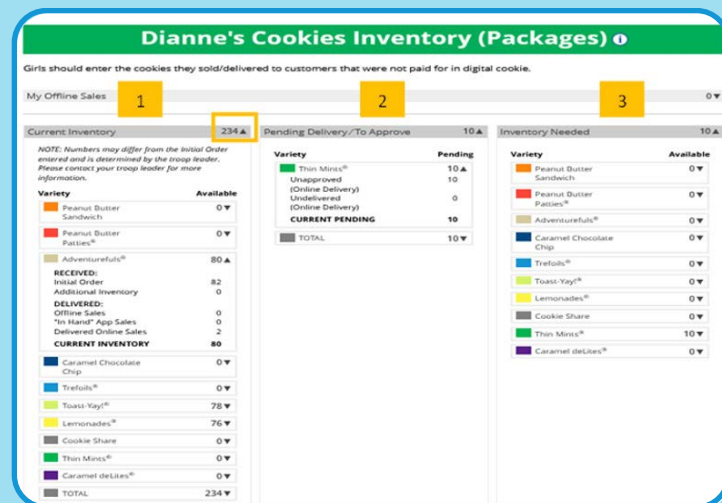 Dianne's Cookies Inventory (Packages) i
Girls should enter the cookies they sold/delivered to customers that were not paid for in digital cookie.
My Offline Sales 0▼
1
2
3
Current Inventory 234▲
NOTE: Numbers may differ from the Initial Order
entered and is determined by the troop leader.
Please contact your troop leader for more
information.
Variety Available
Peanut Butter 0▼
Sandwich
Peanut Butter 0▼
Patties®
Adventurefuls® 80▲
RECEIVED:
Initial Order 82
Additional Inventory 0
DELIVERED:
Offline Sales 0
"In Hand" App Sales 0
Delivered Online Sales 2
CURRENT INVENTORY 80
Caramel Chocolate 0▼
Chip
Trefoils® 0▼
Toast-Yay!® 78▼
Lemonades® 76▼
Cookie Share 0▼
Thin Mints® 0▼
Caramel deLites® 0▼
TOTAL 234▼
Pending Delivery/To Approve 10▲
Variety Pending
Thin Mints® 10▲
Unapproved 10
(Online Delivery)
Undelivered 0
(Online Delivery)
CURRENT PENDING 10
TOTAL 10▼
Inventory Needed 10▲
Variety Available
Peanut Butter 0▼
Sandwich
Peanut Butter 0▼
Patties®
Adventurefuls® 0▼
Caramel Chocolate 0▼
Chip
Trefoils® 0▼
Toast-Yay!® 0▼
Lemonades® 0▼
Cookie Share 0▼
Thin Mints® 10▼
Caramel deLites® 0▼